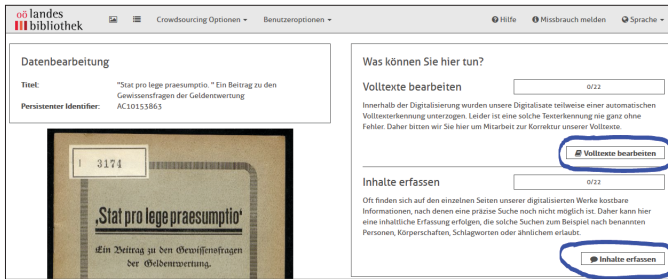 oö landes
bibliothek
Crowdsourcing Optionen
Benutzeroptionen
Hilfe
Missbrauch melden
Sprache
Datenbearbeitung
Titel:
"Stat pro lege praesumptio. " Ein Beitrag zu den
Gewissensfragen der Geldentwertung
Persistenter Identifier:
AC10153863
I 3174
„Stat pro lege praesumptio‘
Ein Beitrag zu den Gewissensfragen
der Geldentwertung.
Was können Sie hier tun?
Volltexte bearbeiten
0/22
Innerhalb der Digitalisierung wurden unsere Digitalisate teilweise einer automatischen
Volltexterkennung unterzogen. Leider ist eine solche Texterkennung nie ganz ohne
Fehler. Daher bitten wir Sie hier um Mitarbeit zur Korrektur unserer Volltexte.
Volltexte bearbeiten
Inhalte erfassen
0/22
Oft finden sich auf den einzelnen Seiten unserer digitalisierten Werke kostbare
Informationen, nach denen eine präzise Suche noch nicht möglich ist. Daher kann hier
eine inhaltliche Erfassung erfolgen, die solche Suchen zum Beispiel nach benannten
Personen, Körperschaften, Schlagworten oder ähnlichem erlaubt.
Inhalte erfassen